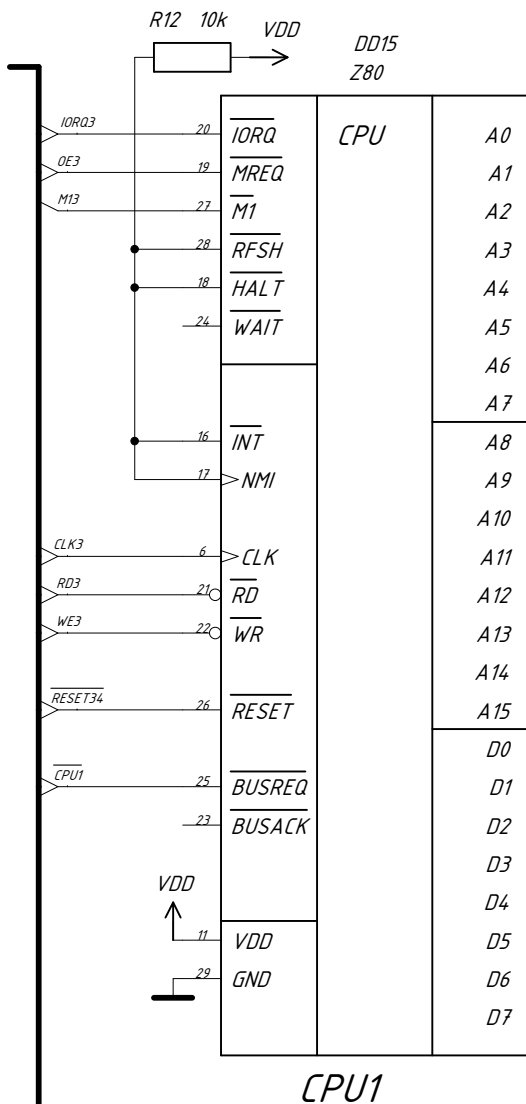 R12 10k VDD DD15
Z80
IORQ3 20 IORQ CPU A0
OE3 19 MREQ A1
M13 27 M1 A2
28 RFSH A3
18 HALT A4
24 WAIT A5
A6
A7
16 INT A8
17 NMI A9
A10
CLK3 6 CLK A11
RD3 21 RD A12
WE3 22 WR A13
A14
RESET34 26 RESET A15
D0
CPU1 25 BUSREQ D1
23 BUSACK D2
D3
VDD D4
11 VDD D5
29 GND D6
D7
CPU1